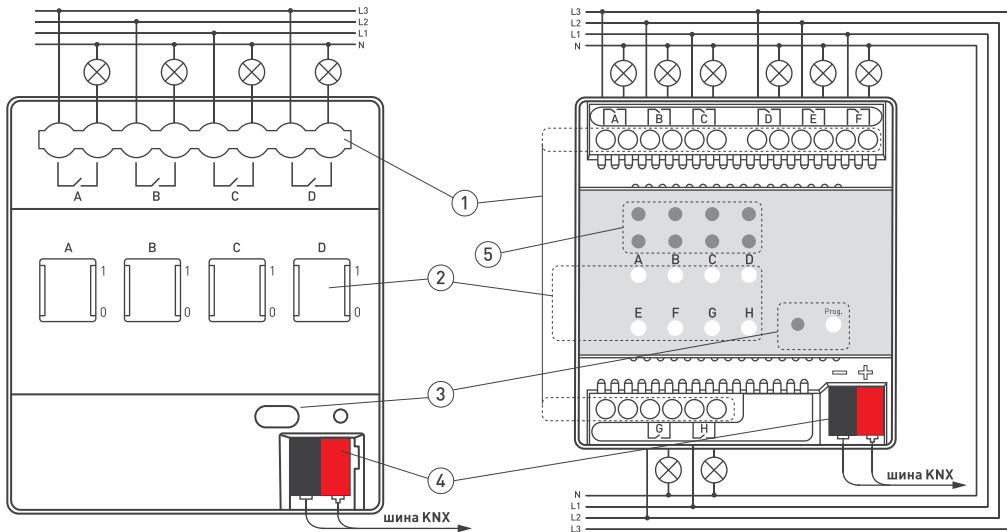 L3
L2
L1
N
A B C D
A B C D
1 1 1 1
0 0 0 0
шина KNX
1
2
3
4
5
L3
L2
L1
N
A B C D E F
A B C D
E F G H
Prog.
− +
G H
шина KNX
N
L1
L2
L3